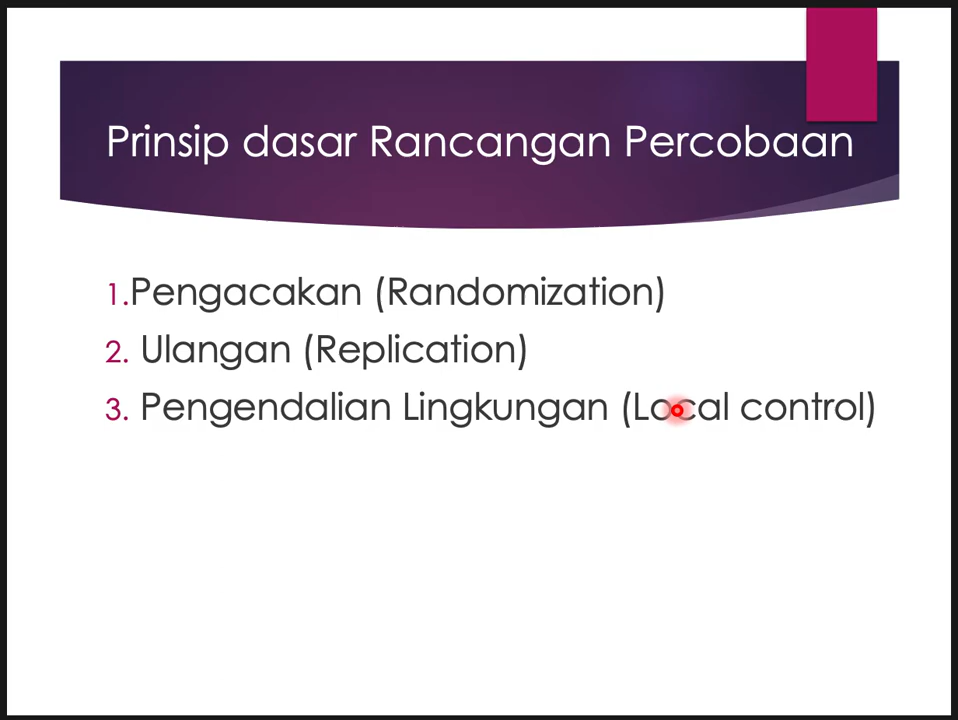 Prinsip dasar Rancangan Percobaan
1.Pengacakan (Randomization)
2. Ulangan (Replication)
3. Pengendalian Lingkungan (Local control)